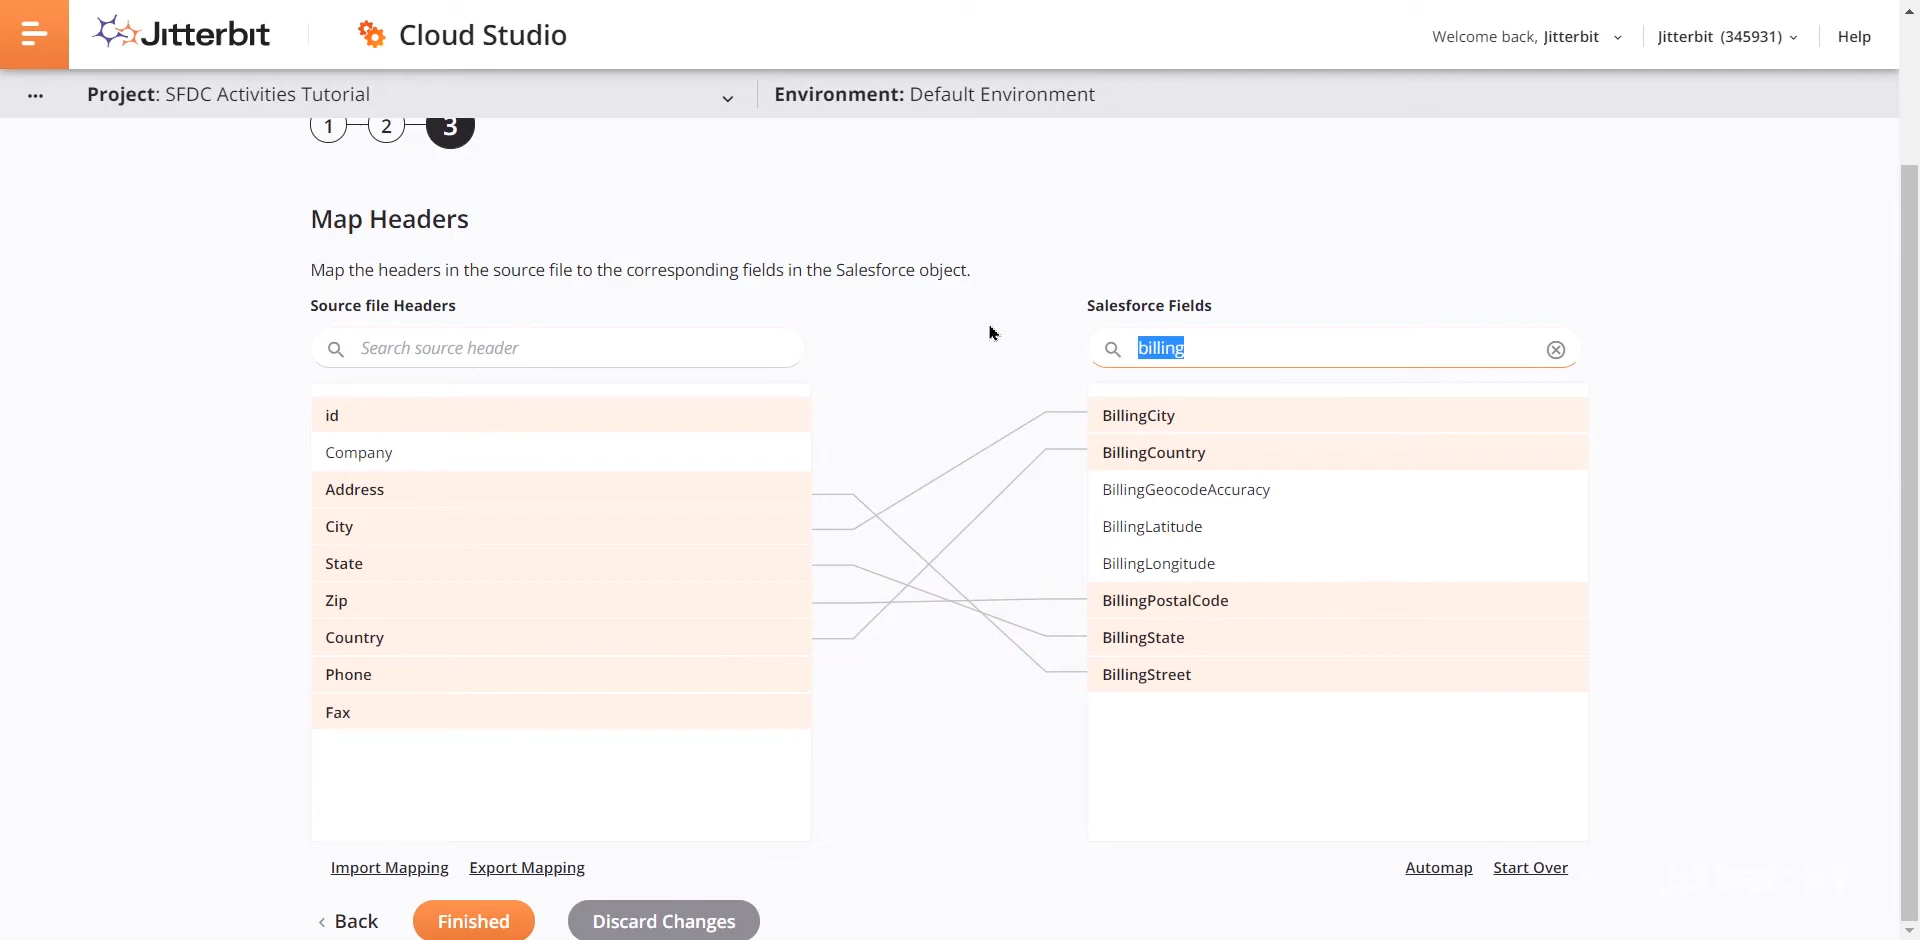 Jitterbit
Cloud Studio
Welcome back, Jitterbit
Jitterbit (345931)
Help
Project: SFDC Activities Tutorial
Environment: Default Environment
1
2
3
Map Headers
Map the headers in the source file to the corresponding fields in the Salesforce object.
Source file Headers
Salesforce Fields
Search source header
billing
id
Company
Address
City
State
Zip
Country
Phone
Fax
BillingCity
BillingCountry
BillingGeocodeAccuracy
BillingLatitude
BillingLongitude
BillingPostalCode
BillingState
BillingStreet
Import Mapping
Export Mapping
Automap
Start Over
‹ Back
Finished
Discard Changes